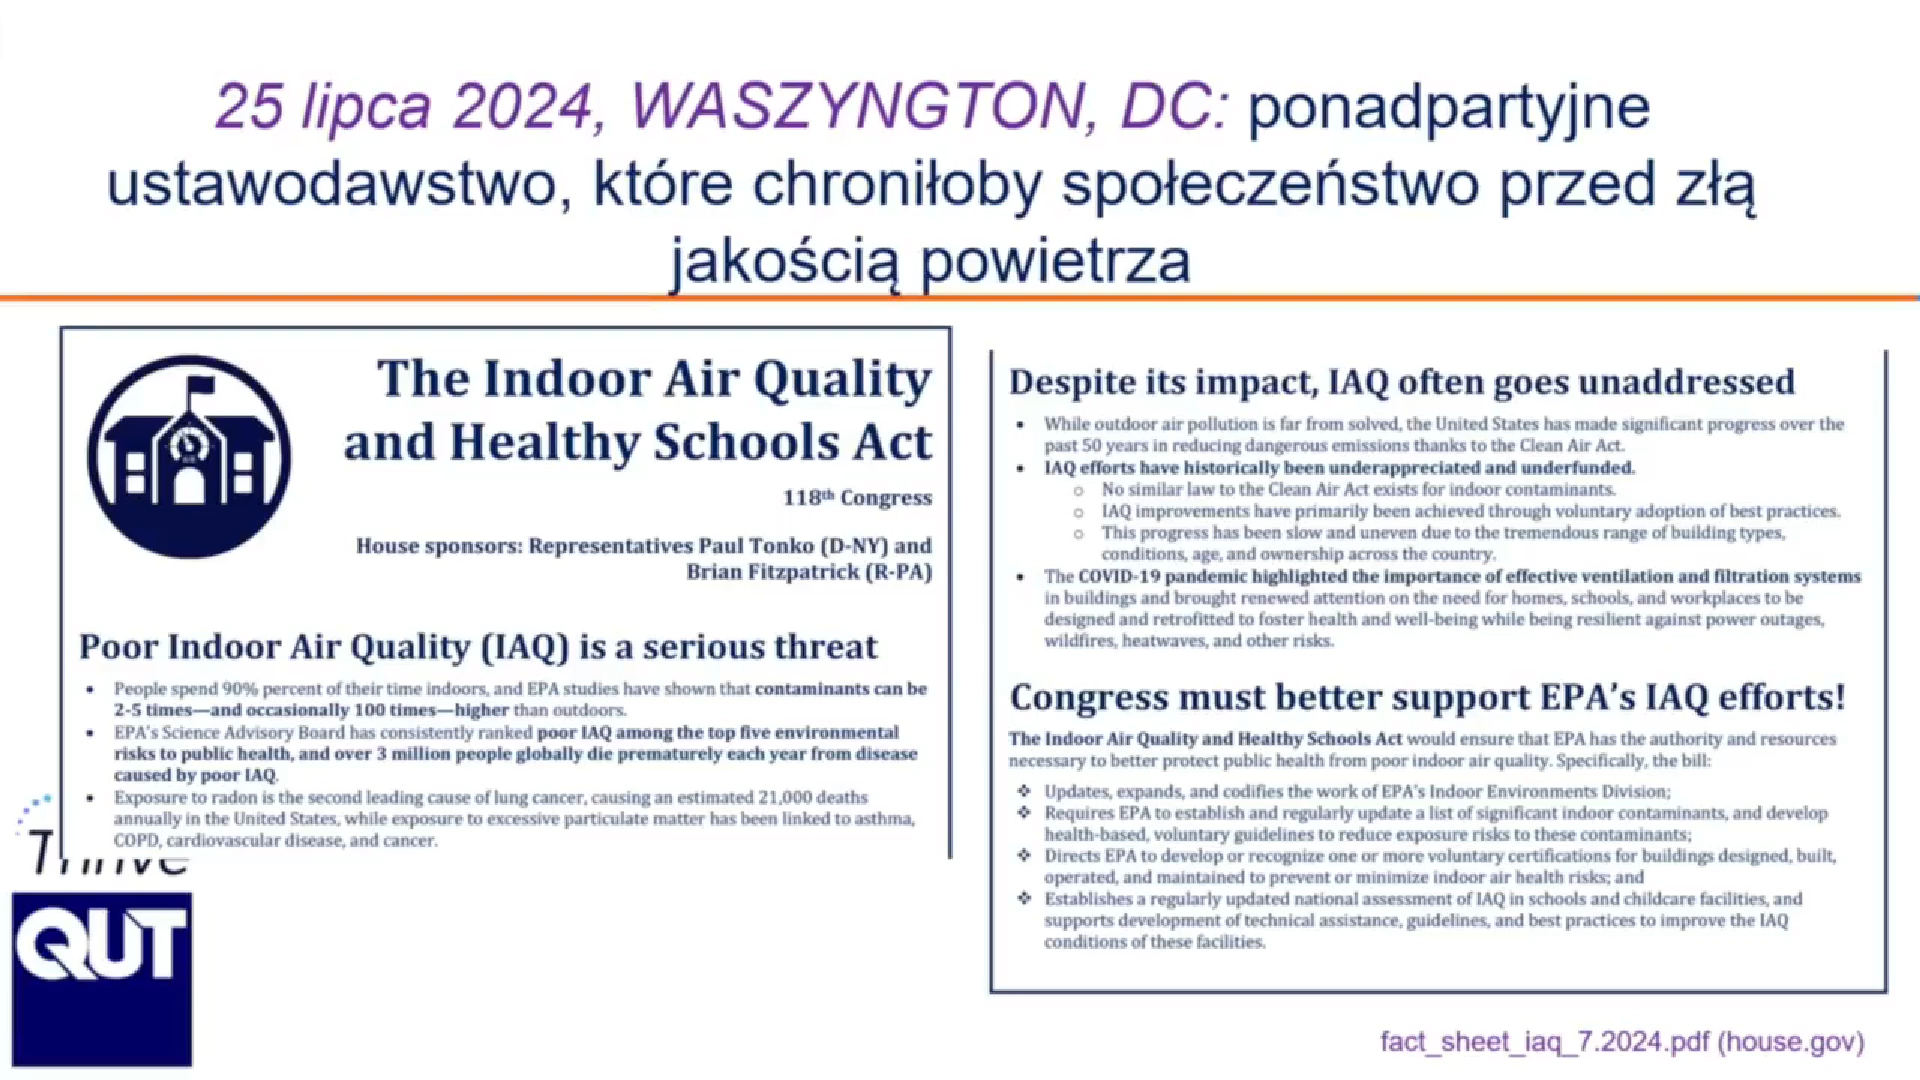 25 lipca 2024, WASZYNGTON, DC: ponadpartyjne
ustawodawstwo, które chroniłoby społeczeństwo przed złą
jakością powietrza
The Indoor Air Quality
and Healthy Schools Act
118th Congress
House sponsors: Representatives Paul Tonko (D-NY) and
Brian Fitzpatrick (R-PA)
Poor Indoor Air Quality (IAQ) is a serious threat
• People spend 90% percent of their time indoors, and EPA studies have shown that contaminants can be
2-5 times—and occasionally 100 times—higher than outdoors.
• EPA's Science Advisory Board has consistently ranked poor IAQ among the top five environmental
risks to public health, and over 3 million people globally die prematurely each year from disease
caused by poor IAQ.
• Exposure to radon is the second leading cause of lung cancer, causing an estimated 21,000 deaths
annually in the United States, while exposure to excessive particulate matter has been linked to asthma,
COPD, cardiovascular disease, and cancer.
Thrive
QUT
Despite its impact, IAQ often goes unaddressed
• While outdoor air pollution is far from solved, the United States has made significant progress over the
past 50 years in reducing dangerous emissions thanks to the Clean Air Act.
• IAQ efforts have historically been underappreciated and underfunded.
○ No similar law to the Clean Air Act exists for indoor contaminants.
○ IAQ improvements have primarily been achieved through voluntary adoption of best practices.
○ This progress has been slow and uneven due to the tremendous range of building types,
conditions, age, and ownership across the country.
• The COVID-19 pandemic highlighted the importance of effective ventilation and filtration systems
in buildings and brought renewed attention on the need for homes, schools, and workplaces to be
designed and retrofitted to foster health and well-being while being resilient against power outages,
wildfires, heatwaves, and other risks.
Congress must better support EPA's IAQ efforts!
The Indoor Air Quality and Healthy Schools Act would ensure that EPA has the authority and resources
necessary to better protect public health from poor indoor air quality. Specifically, the bill:
❖ Updates, expands, and codifies the work of EPA's Indoor Environments Division;
❖ Requires EPA to establish and regularly update a list of significant indoor contaminants, and develop
health-based, voluntary guidelines to reduce exposure risks to these contaminants;
❖ Directs EPA to develop or recognize one or more voluntary certifications for buildings designed, built,
operated, and maintained to prevent or minimize indoor air health risks; and
❖ Establishes a regularly updated national assessment of IAQ in schools and childcare facilities, and
supports development of technical assistance, guidelines, and best practices to improve the IAQ
conditions of these facilities.
fact_sheet_iaq_7.2024.pdf (house.gov)